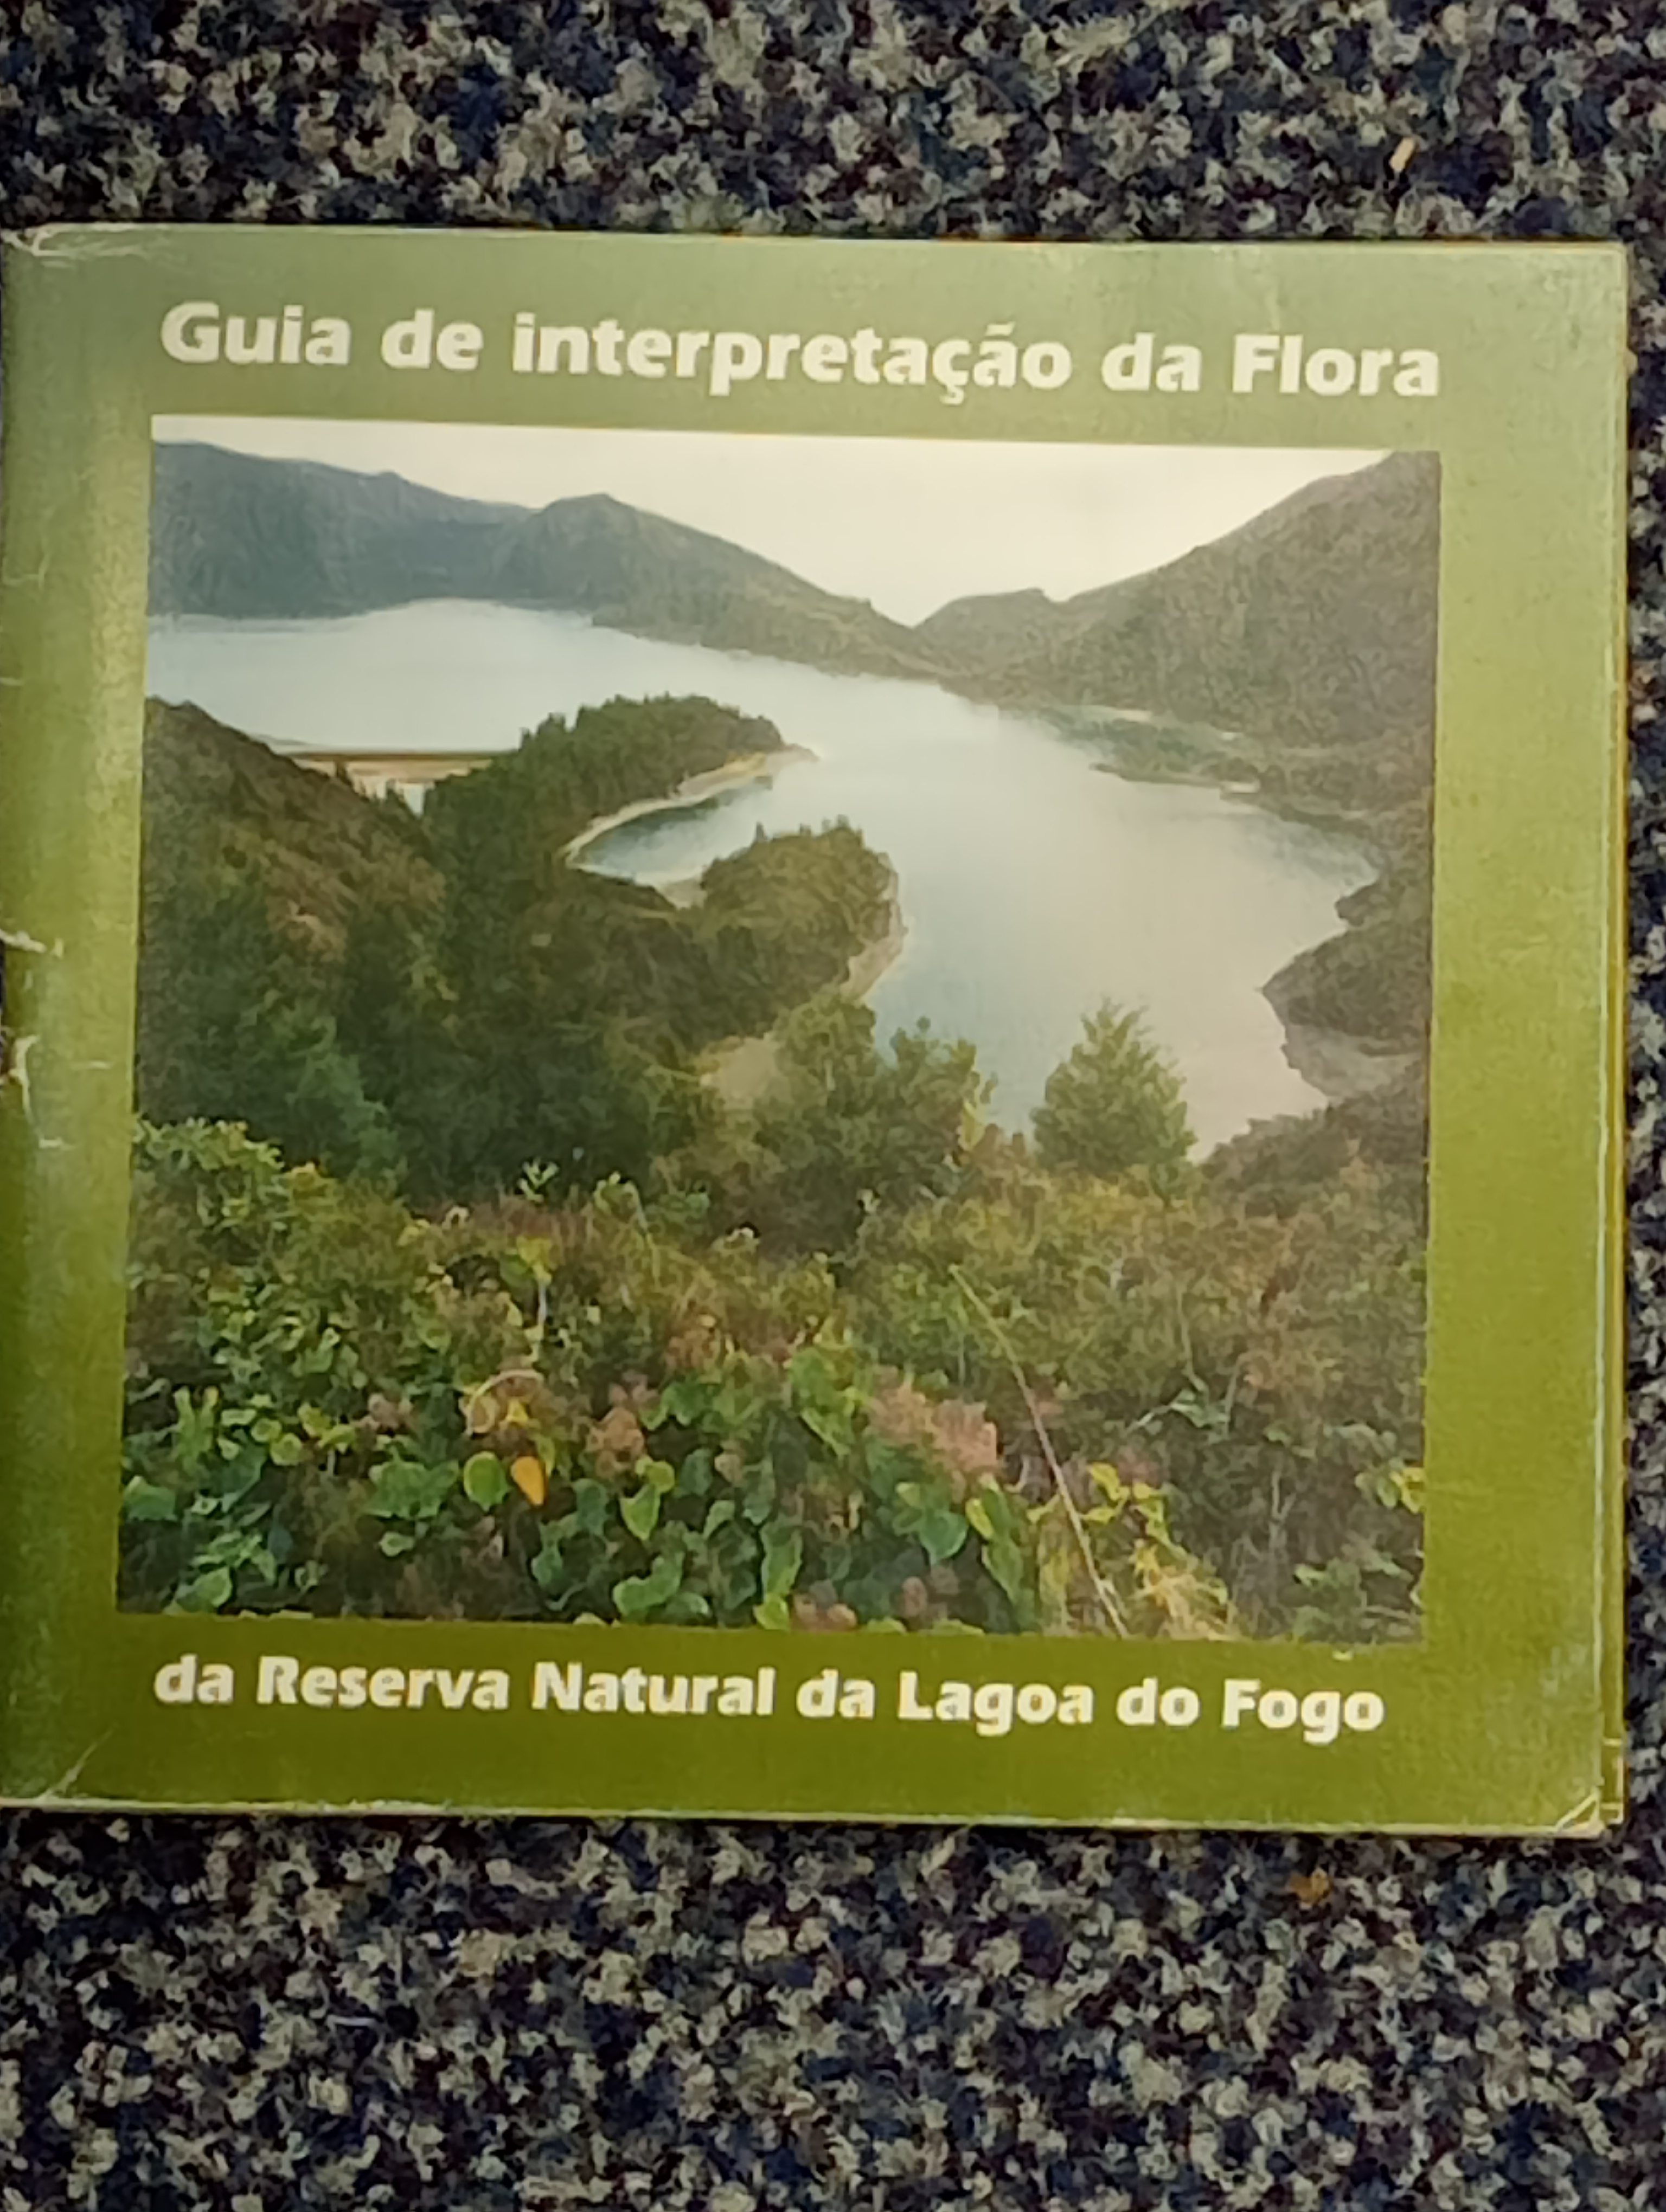 Guia de interpretação da Flora
da Reserva Natural da Lagoa do Fogo